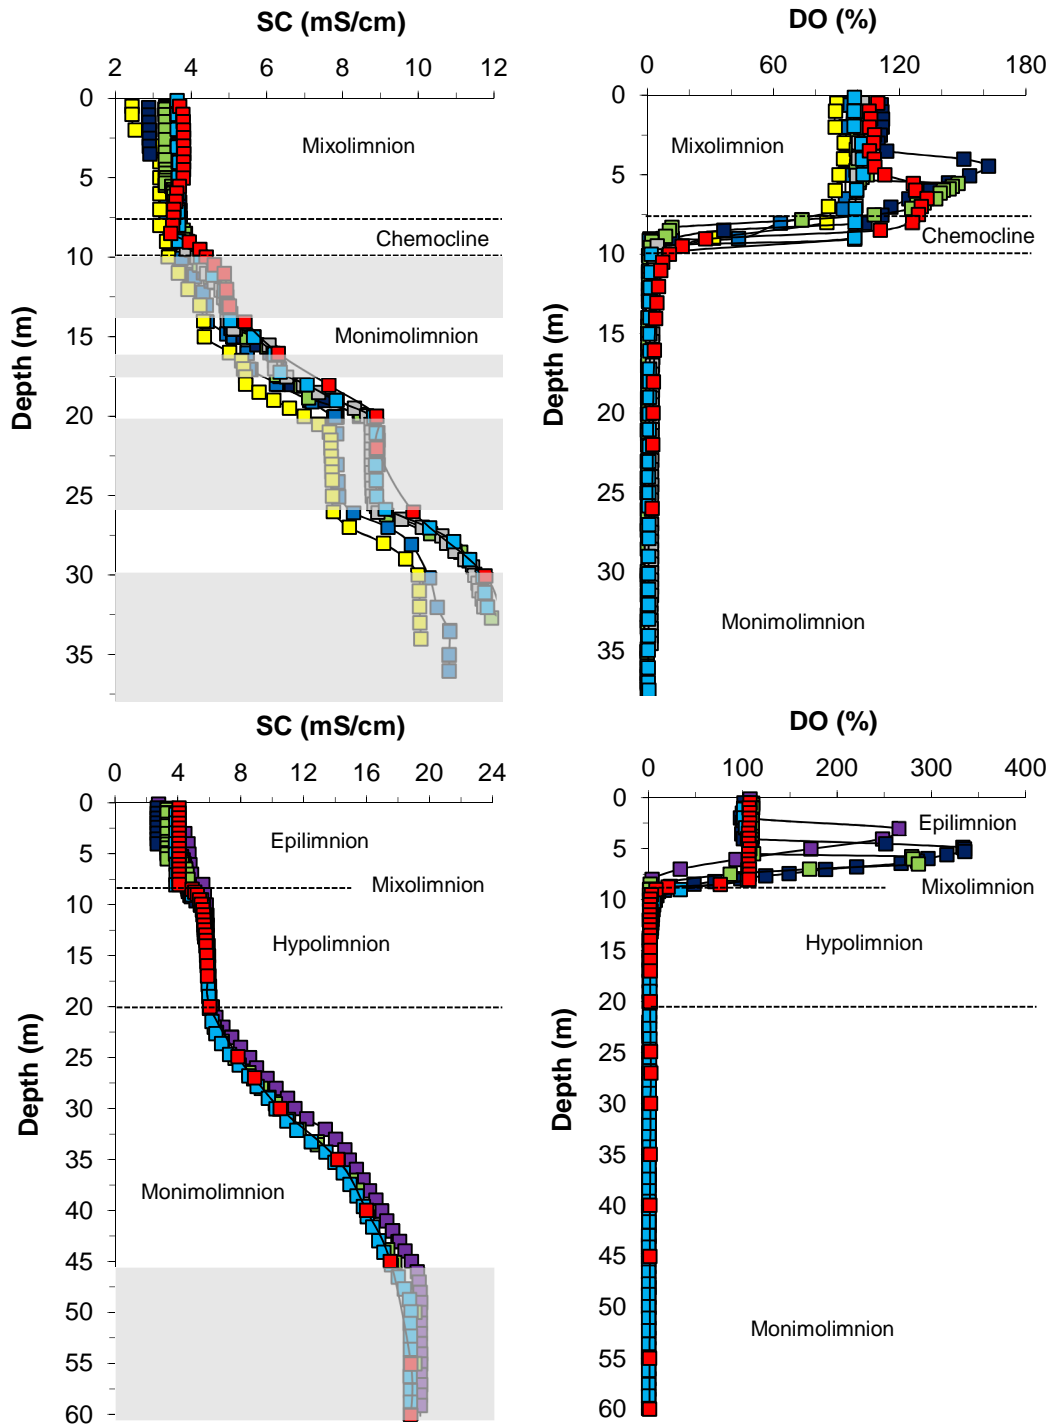 SC (mS/cm)
2 4 6 8 10 12
0
5
10
15
20
25
30
35
Depth (m)
Mixolimnion
Chemocline
Monimolimnion
DO (%)
0 60 120 180
0
5
10
15
20
25
30
35
Depth (m)
Mixolimnion
Chemocline
Monimolimnion
SC (mS/cm)
0 4 8 12 16 20 24
0
5
10
15
20
25
30
35
40
45
50
55
60
Depth (m)
Epilimnion
Mixolimnion
Hypolimnion
Monimolimnion
DO (%)
0 100 200 300 400
0
5
10
15
20
25
30
35
40
45
50
55
60
Depth (m)
Epilimnion
Mixolimnion
Hypolimnion
Monimolimnion